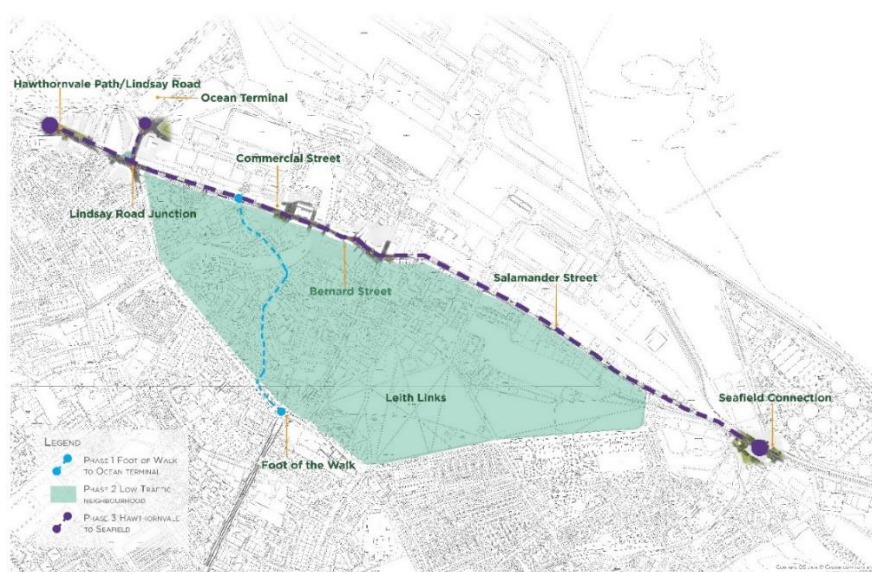 Hawthornvale Path/Lindsay Road
Ocean Terminal
Commercial Street
Lindsay Road Junction
Bernard Street
Salamander Street
Leith Links
Seafield Connection
Foot of the Walk
LEGEND
PHASE 1 FOOT OF WALK
TO OCEAN TERMINAL
PHASE 2 LOW TRAFFIC
NEIGHBOURHOOD
PHASE 3 HAWTHORNVALE
TO SEAFIELD